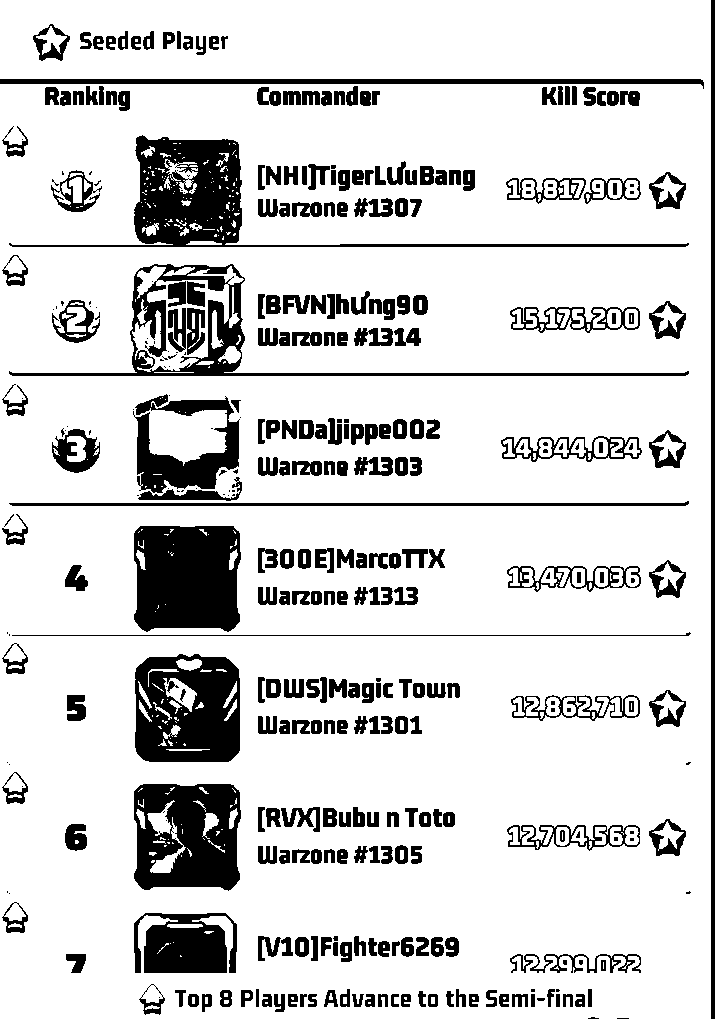 Seeded Player
Ranking Commander Kill Score
1 [NHI]TigerLưuBang 18,817,908
Warzone #1307
2 [BFVN]hưng90 15,175,200
Warzone #1314
3 [PNDa]jippe002 14,844,024
Warzone #1303
4 [300E]MarcoTTX 13,470,036
Warzone #1313
5 [DWS]Magic Town 12,862,710
Warzone #1301
6 [RVX]Bubu n Toto 12,704,568
Warzone #1305
7 [V10]Fighter6269 12,299,022
Top 8 Players Advance to the Semi-final